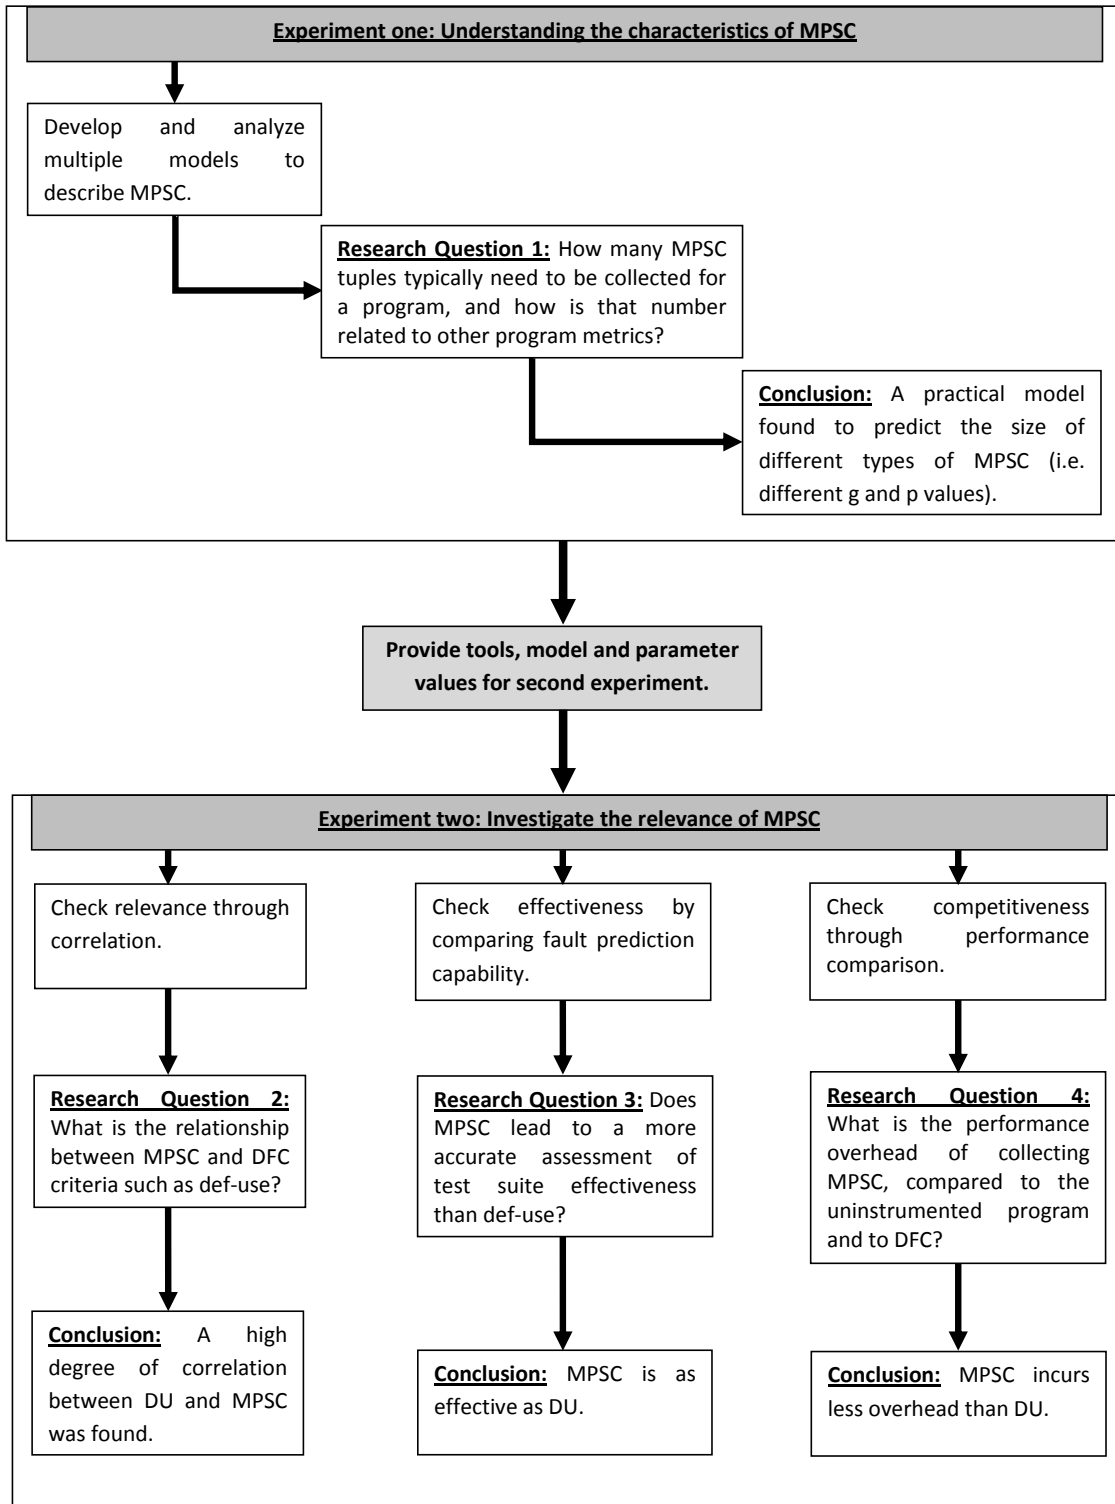 Experiment one: Understanding the characteristics of MPSC
Develop and analyze
multiple models to
describe MPSC.
Research Question 1: How many MPSC
tuples typically need to be collected for
a program, and how is that number
related to other program metrics?
Conclusion: A practical model
found to predict the size of
different types of MPSC (i.e.
different g and p values).
Provide tools, model and parameter
values for second experiment.
Experiment two: Investigate the relevance of MPSC
Check relevance through
correlation.
Research Question 2:
What is the relationship
between MPSC and DFC
criteria such as def-use?
Conclusion: A high
degree of correlation
between DU and MPSC
was found.
Check effectiveness by
comparing fault prediction
capability.
Research Question 3: Does
MPSC lead to a more
accurate assessment of
test suite effectiveness
than def-use?
Conclusion: MPSC is as
effective as DU.
Check competitiveness
through performance
comparison.
Research Question 4:
What is the performance
overhead of collecting
MPSC, compared to the
uninstrumented program
and to DFC?
Conclusion: MPSC incurs
less overhead than DU.